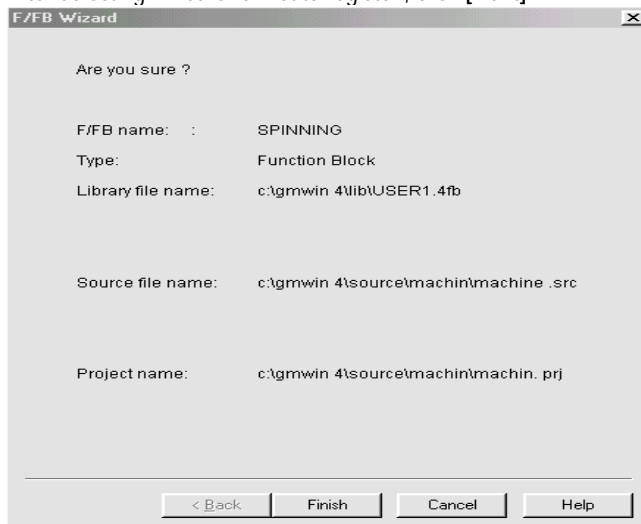 F/FB Wizard
Are you sure ?
F/FB name: : SPINNING
Type: Function Block
Library file name: c:\gmwin 4\lib\USER1.4fb
Source file name: c:\gmwin 4\source\machin\machine .src
Project name: c:\gmwin 4\source\machin\machin. prj
< Back Finish Cancel Help